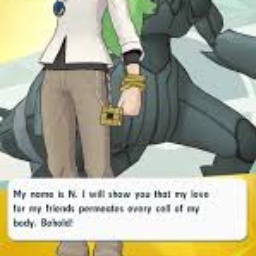 My name is N. I will show you that my love
for my friends permeates every cell of my
body. Behold!